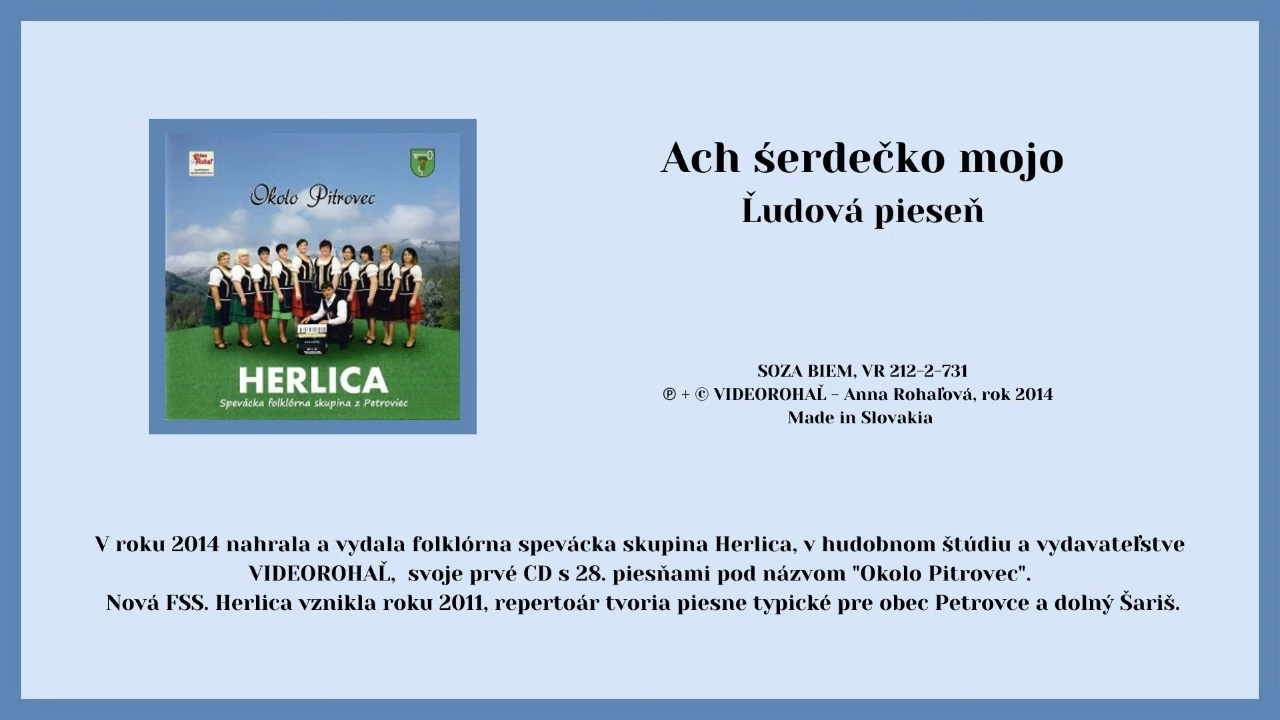 Okolo Pitrovec
HERLICA
Spevácka folklórna skupina z Petroviec
Ach śerdečko mojo
Ľudová pieseň
SOZA BIEM, VR 212-2-731
℗ + © VIDEOROHAĽ - Anna Rohaľová, rok 2014
Made in Slovakia
V roku 2014 nahrala a vydala folklórna spevácka skupina Herlica, v hudobnom štúdiu a vydavateľstve
VIDEOROHAĽ,  svoje prvé CD s 28. piesňami pod názvom "Okolo Pitrovec".
Nová FSS. Herlica vznikla roku 2011, repertoár tvoria piesne typické pre obec Petrovce a dolný Šariš.